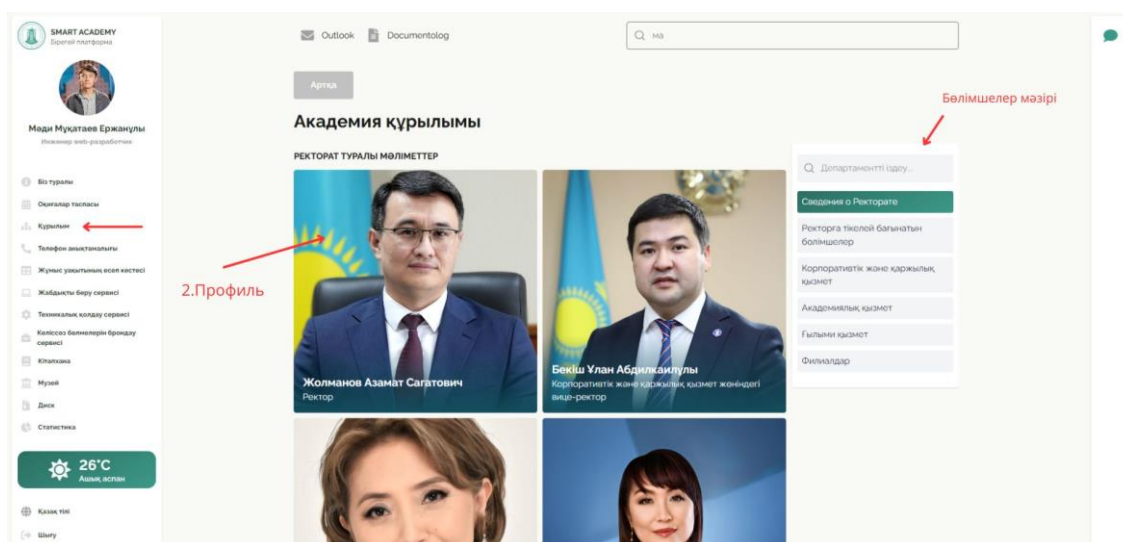 SMART ACADEMY
Бірегей платформа
Outlook
Documentolog
ма
Мәди Мұқатаев Ержанұлы
Инженер web-разработчик
Біз туралы
Оқиғалар таспасы
Құрылым
Телефон анықтамалығы
Жұмыс уақытының есеп кестесі
Жабдықты беру сервисі
Техникалық қолдау сервисі
Келіссөз бөлмелерін брондау
сервисі
Кітапхана
Музей
Диск
Статистика
26°C
Ашық аспан
Қазақ тілі
Шығу
Артқа
Академия құрылымы
РЕКТОРАТ ТУРАЛЫ МӘЛІМЕТТЕР
2.Профиль
Жолманов Азамат Сагатович
Ректор
Бекіш Ұлан Абдилкаилұлы
Корпоративтік және қаржылық қызмет жөніндегі
вице-ректор
Бөлімшелер мәзірі
Департаментті іздеу...
Сведения о Ректорате
Ректорға тікелей бағынатын
бөлімшелер
Корпоративтік және қаржылық
қызмет
Академиялық қызмет
Ғылыми қызмет
Филиалдар